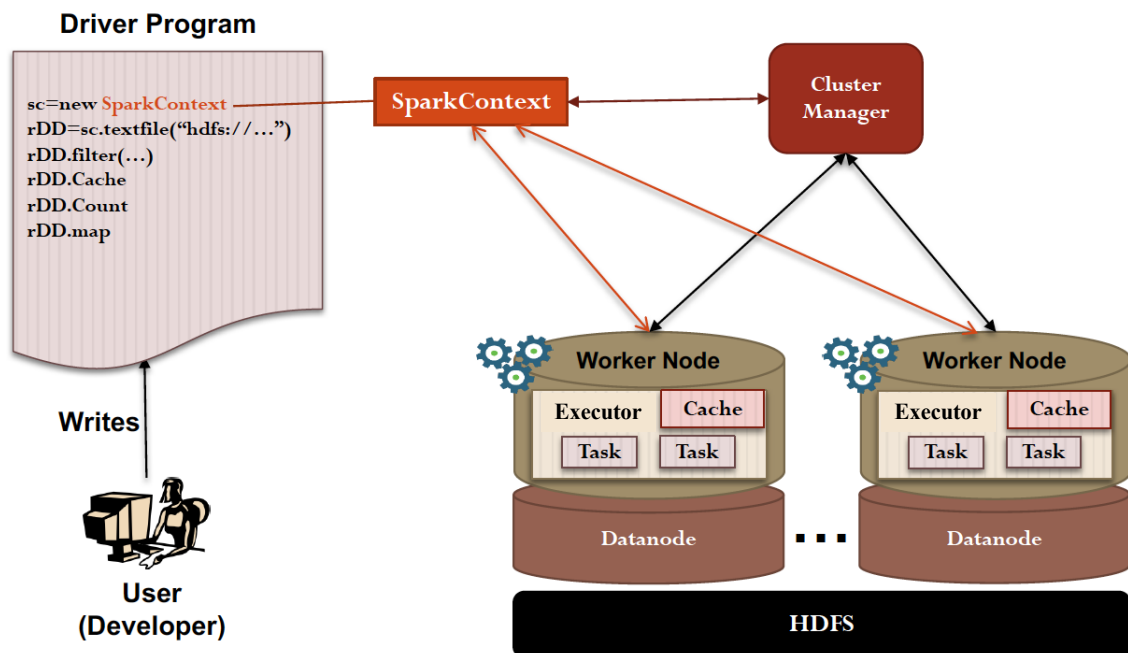 Driver Program
sc=new SparkContext
rDD=sc.textfile(“hdfs://…”)
rDD.filter(…)
rDD.Cache
rDD.Count
rDD.map
SparkContext
Cluster
Manager
Writes
User
(Developer)
Worker Node
Executor
Cache
Task
Task
Datanode
...
Worker Node
Executor
Cache
Task
Task
Datanode
HDFS